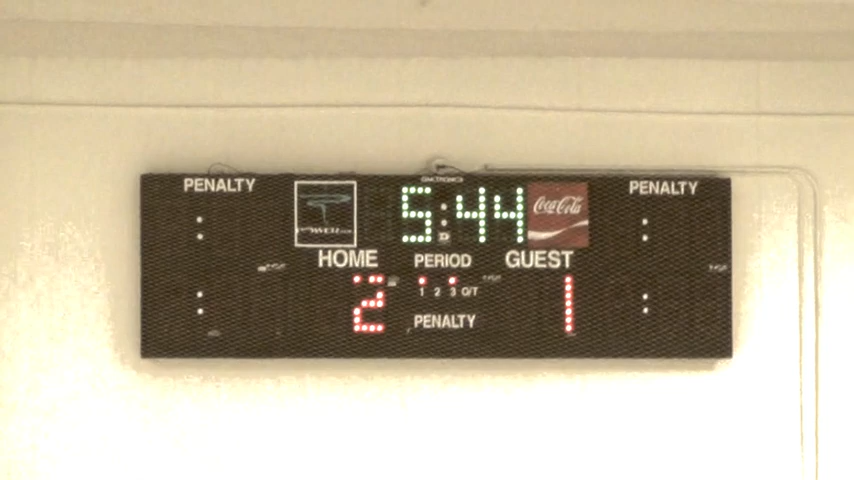 PENALTY
5:44
Coca-Cola
PENALTY
HOME
PERIOD
GUEST
2
1 2 3 O/T
1
PENALTY